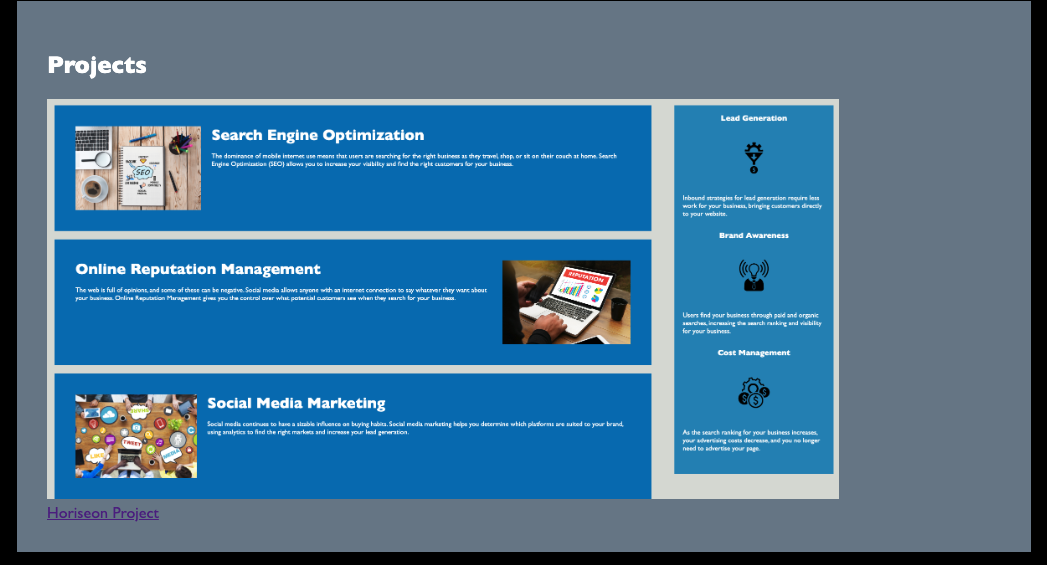 Projects
Search Engine Optimization
The dominance of mobile internet use means that users are searching for the right business as they travel, shop, or sit on their couch at home. Search
Engine Optimization (SEO) allows you to increase your visibility and find the right customers for your business.
SEO
Online Reputation Management
The web is full of opinions, and some of these can be negative. Social media allows anyone with an internet connection to say whatever they want about
your business. Online Reputation Management gives you the control over what potential customers see when they search for your business.
REPUTATION
Social Media Marketing
Social media continues to have a sizable influence on buying habits. Social media marketing helps you determine which platforms are suited to your brand,
using analytics to find the right markets and increase your lead generation.
TWEET
MEDIA
Lead Generation
Inbound strategies for lead generation require less
work for your business, bringing customers directly
to your website.
Brand Awareness
Users find your business through paid and organic
searches, increasing the search ranking and visibility
for your business.
Cost Management
As the search ranking for your business increases,
your advertising costs decrease, and you no longer
need to advertise your page.
Horiseon Project